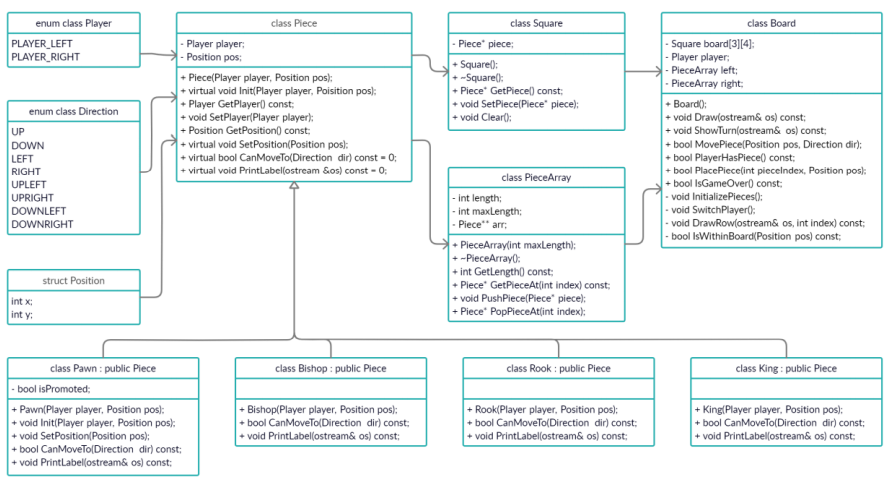 enum class Player
PLAYER_LEFT
PLAYER_RIGHT
enum class Direction
UP
DOWN
LEFT
RIGHT
UPLEFT
UPRIGHT
DOWNLEFT
DOWNRIGHT
struct Position
int x;
int y;
class Piece
- Player player;
- Position pos;
+ Piece(Player player, Position pos);
+ virtual void Init(Player player, Poisition pos);
+ Player GetPlayer() const;
+ void SetPlayer(Player player);
+ Position GetPosition() const;
+ virtual void SetPosition(Position pos);
+ virtual bool CanMoveTo(Direction dir) const = 0;
+ virtual void PrintLabel(ostream &os) const = 0;
class Square
- Piece* piece;
+ Square();
+ ~Square();
+ Piece* GetPiece() const;
+ void SetPiece(Piece* piece);
+ void Clear();
class PieceArray
- int length;
- int maxLength;
- Piece** arr;
+ PieceArray(int maxLength);
+ ~PieceArray();
+ int GetLength() const;
+ Piece* GetPieceAt(int index) const;
+ void PushPiece(Piece* piece);
+ Piece* PopPieceAt(int index);
class Board
- Square board[3][4];
- Player player;
- PieceArray left;
- PieceArray right;
+ Board();
+ void Draw(ostream& os) const;
+ void ShowTurn(ostream& os) const;
+ bool MovePiece(Position pos, Direction dir);
+ bool PlayerHasPiece() const;
+ bool PlacePiece(int pieceIndex, Position pos);
+ bool IsGameOver() const;
- void InitializePieces();
- void SwitchPlayer();
- void DrawRow(ostream& os, int index) const;
- bool IsWithinBoard(Position pos) const;
class Pawn : public Piece
- bool isPromoted;
+ Pawn(Player player, Position pos);
+ void Init(Player player, Position pos);
+ void SetPosition(Position pos);
+ bool CanMoveTo(Direction dir) const;
+ void PrintLabel(ostream& os) const;
class Bishop : public Piece
+ Bishop(Player player, Position pos);
+ bool CanMoveTo(Direction dir) const;
+ void PrintLabel(ostream& os) const;
class Rook : public Piece
+ Rook(Player player, Position pos);
+ bool CanMoveTo(Direction dir) const;
+ void PrintLabel(ostream& os) const;
class King : public Piece
+ King(Player player, Position pos);
+ bool CanMoveTo(Direction dir) const;
+ void PrintLabel(ostream& os) const;